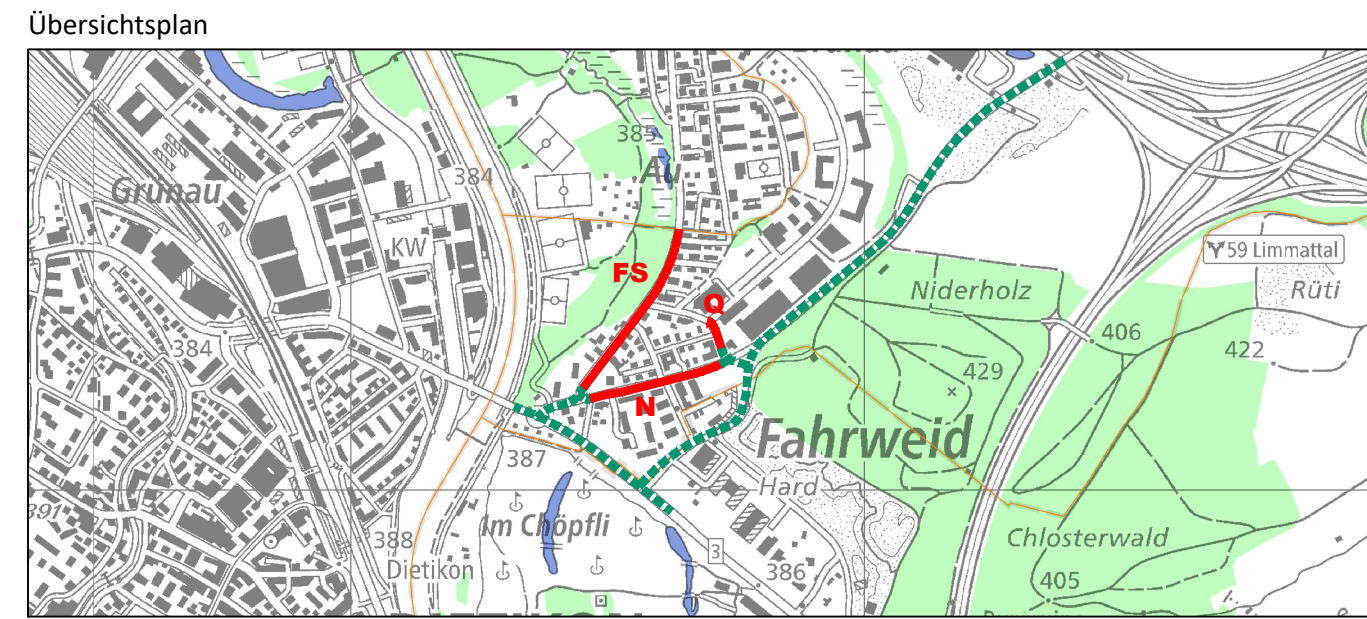 Übersichtsplan
385
Au
384
Grünau
KW
59 Limmattal
FS
Niderholz
Rüti
Q
406
384
422
429
N
Fahrweid
387
Hard
391
Im Chöpfli
388
Chlosterwald
3
Dietikon
386
405